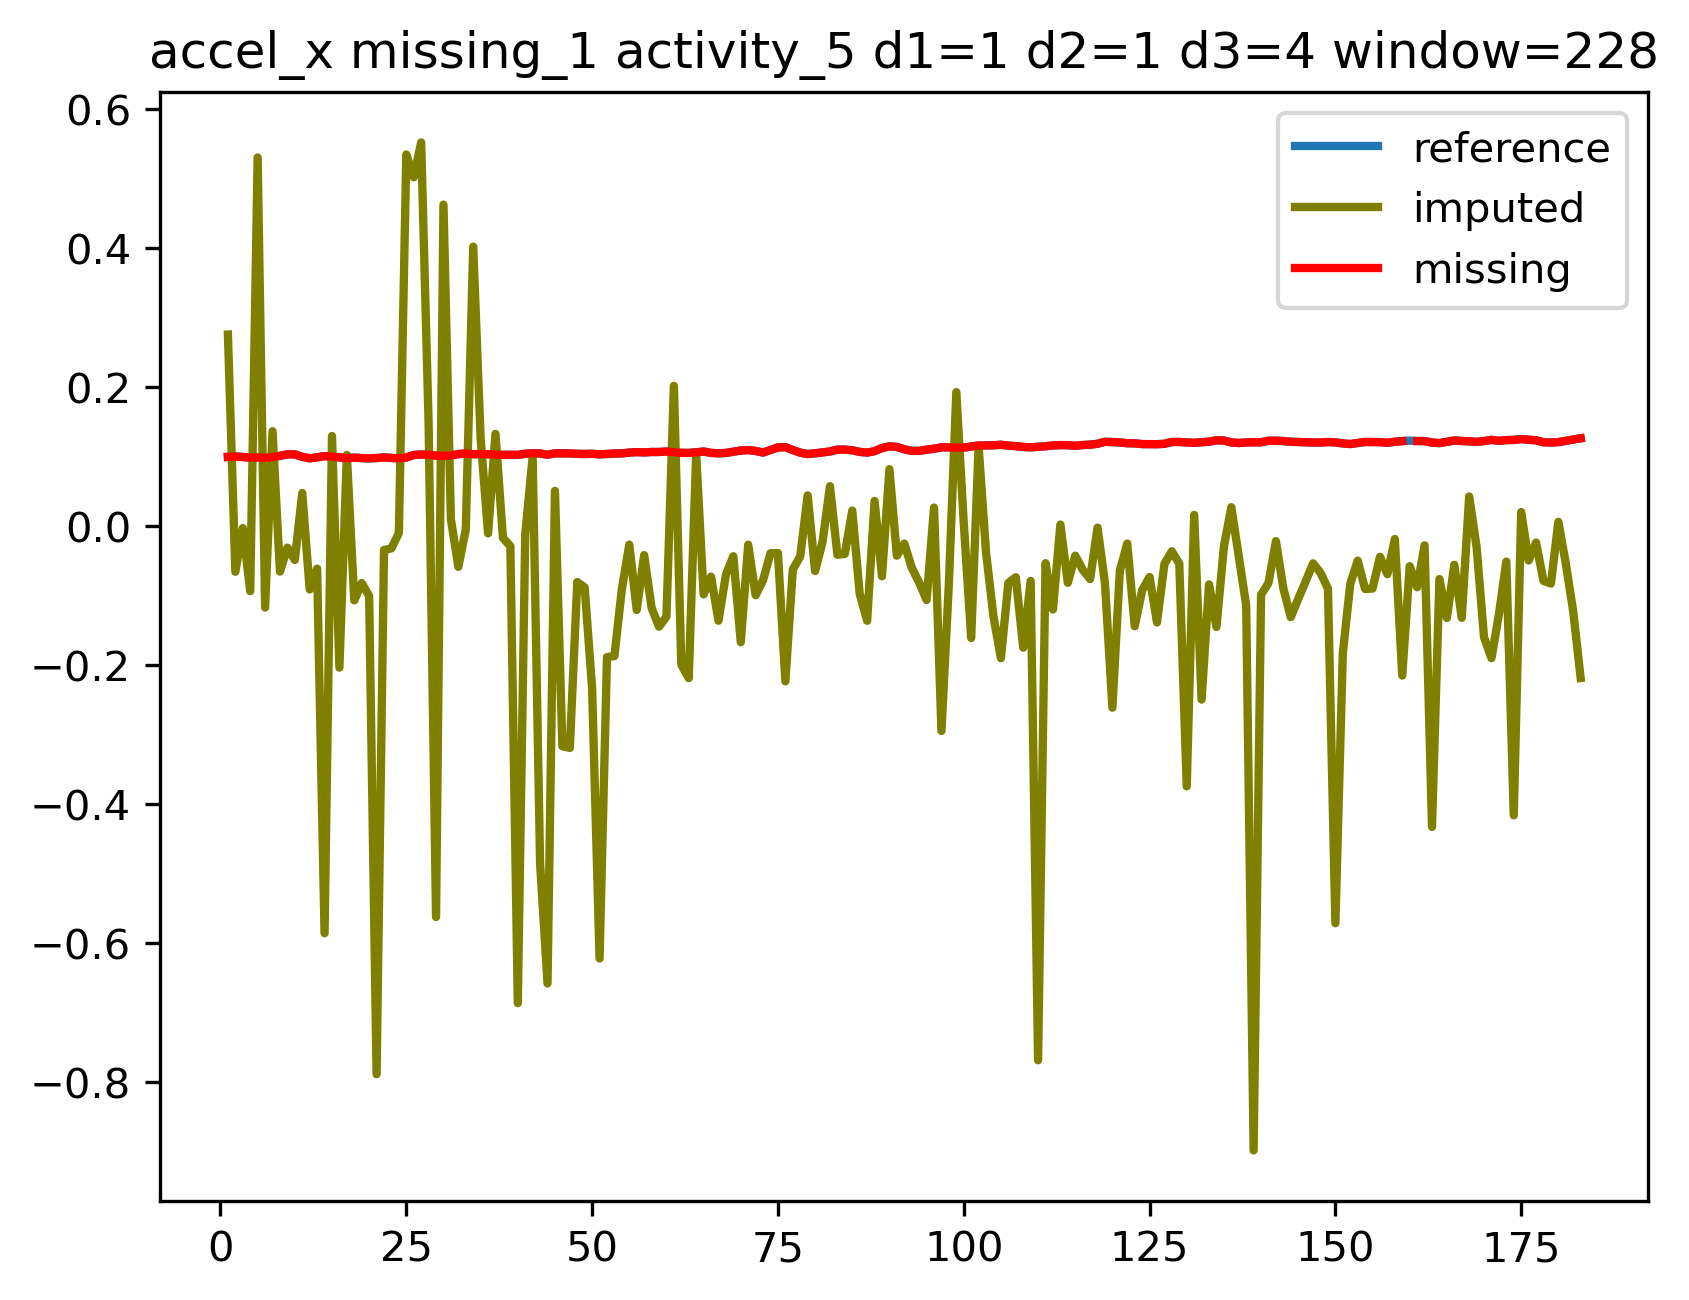 accel_x missing_1 activity_5 d1=1 d2=1 d3=4 window=228
reference
imputed
missing
0.6
0.4
0.2
0.0
−0.2
−0.4
−0.6
−0.8
0 25 50 75 100 125 150 175